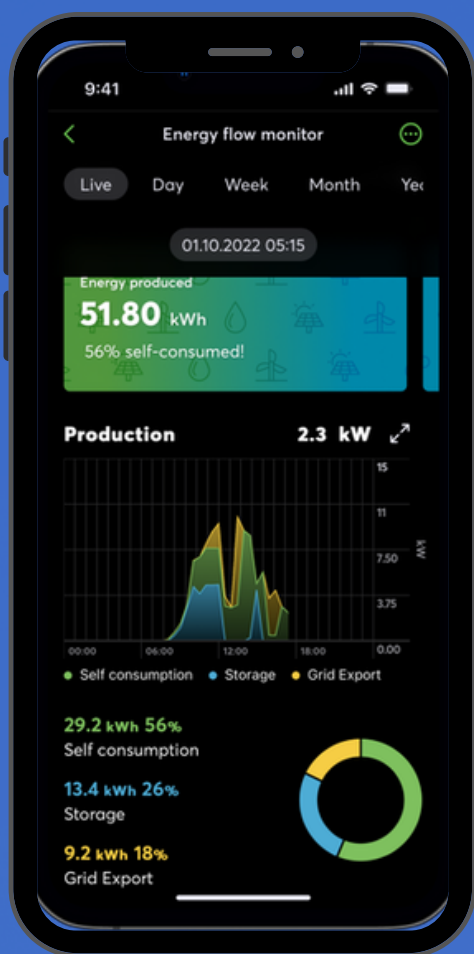 9:41
Energy flow monitor
Live Day Week Month
01.10.2022 05:15
Energy produced
51.80 kWh
56% self-consumed!
Production 2.3 kW
15
11
7.50
3.75
0.00
kW
00:00 06:00 12:00 18:00
Self consumption Storage Grid Export
29.2 kWh 56%
Self consumption
13.4 kWh 26%
Storage
9.2 kWh 18%
Grid Export